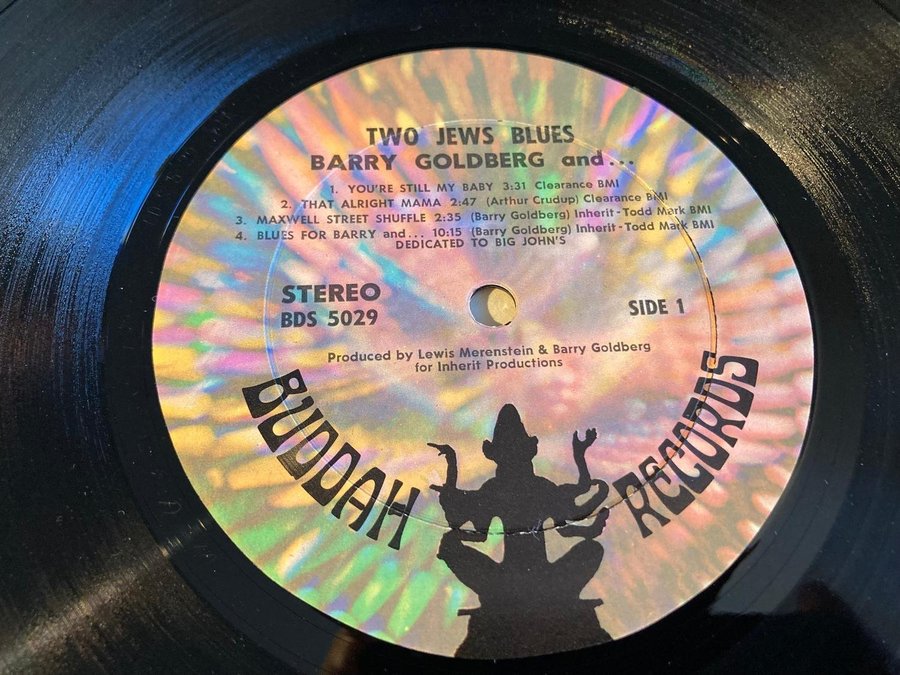 TWO JEWS BLUES
BARRY GOLDBERG and...
1. YOU'RE STILL MY BABY 3:31 Clearance BMI
2. THAT ALRIGHT MAMA 2:47 (Arthur Crudup) Clearance BMI
3. MAXWELL STREET SHUFFLE 2:35 (Barry Goldberg) Inherit-Todd Mark BMI
4. BLUES FOR BARRY and... 10:15 (Barry Goldberg) Inherit-Todd Mark BMI
DEDICATED TO BIG JOHN'S
STEREO
BDS 5029
SIDE 1
Produced by Lewis Merenstein & Barry Goldberg
for Inherit Productions
BUDDAH RECORDS